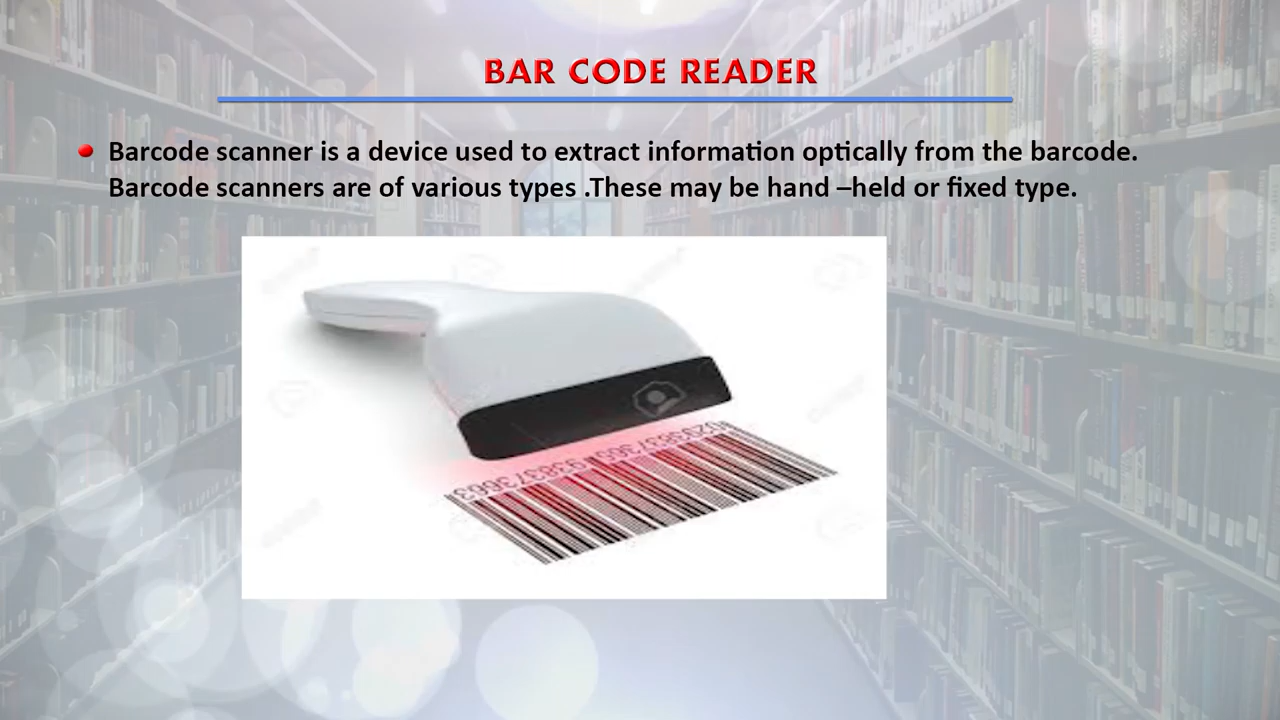 BAR CODE READER
Barcode scanner is a device used to extract information optically from the barcode.
Barcode scanners are of various types .These may be hand –held or fixed type.